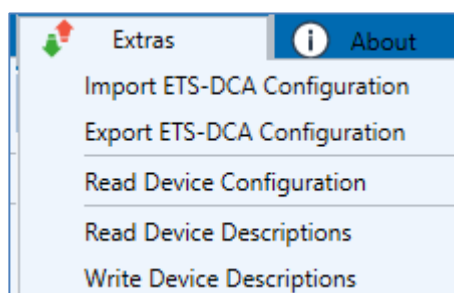 Extras
About
Import ETS-DCA Configuration
Export ETS-DCA Configuration
Read Device Configuration
Read Device Descriptions
Write Device Descriptions